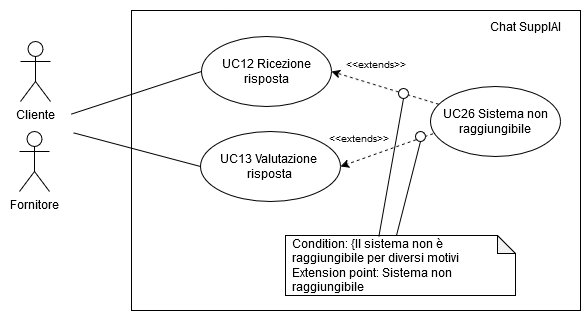 Chat SupplAI
UC12 Ricezione
risposta
<<extends>>
Cliente
UC26 Sistema non
raggiungibile
<<extends>>
UC13 Valutazione
risposta
Fornitore
Condition: {Il sistema non è
raggiungibile per diversi motivi
Extension point: Sistema non
raggiungibile